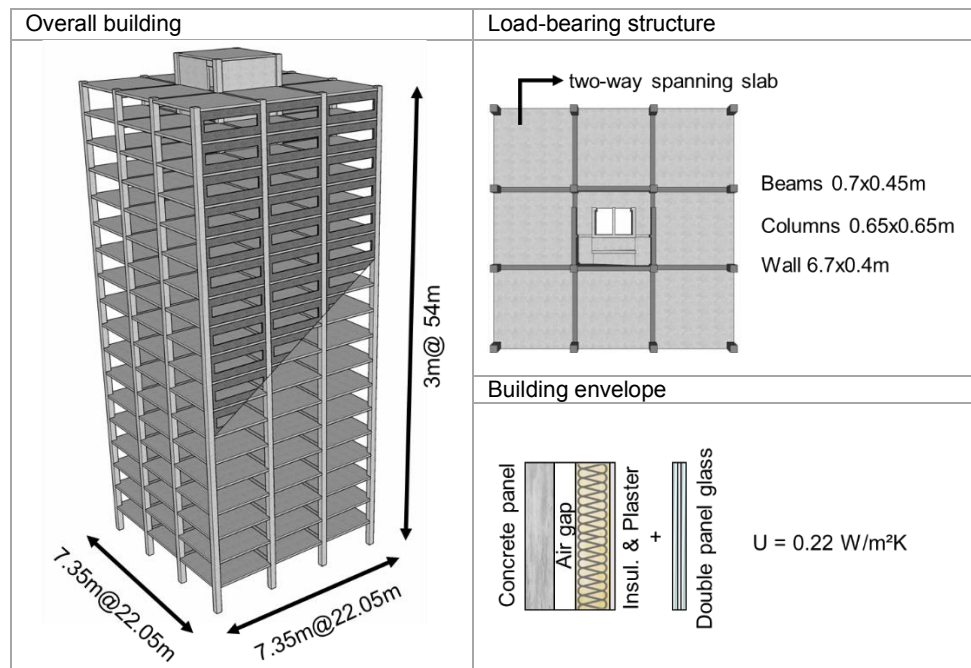 Overall building
Load-bearing structure
two-way spanning slab
Beams 0.7x0.45m
Columns 0.65x0.65m
Wall 6.7x0.4m
3m@ 54m
7.35m@22.05m
7.35m@22.05m
Building envelope
Concrete panel
Air gap
Insul. & Plaster
+
Double panel glass
U = 0.22 W/m²K